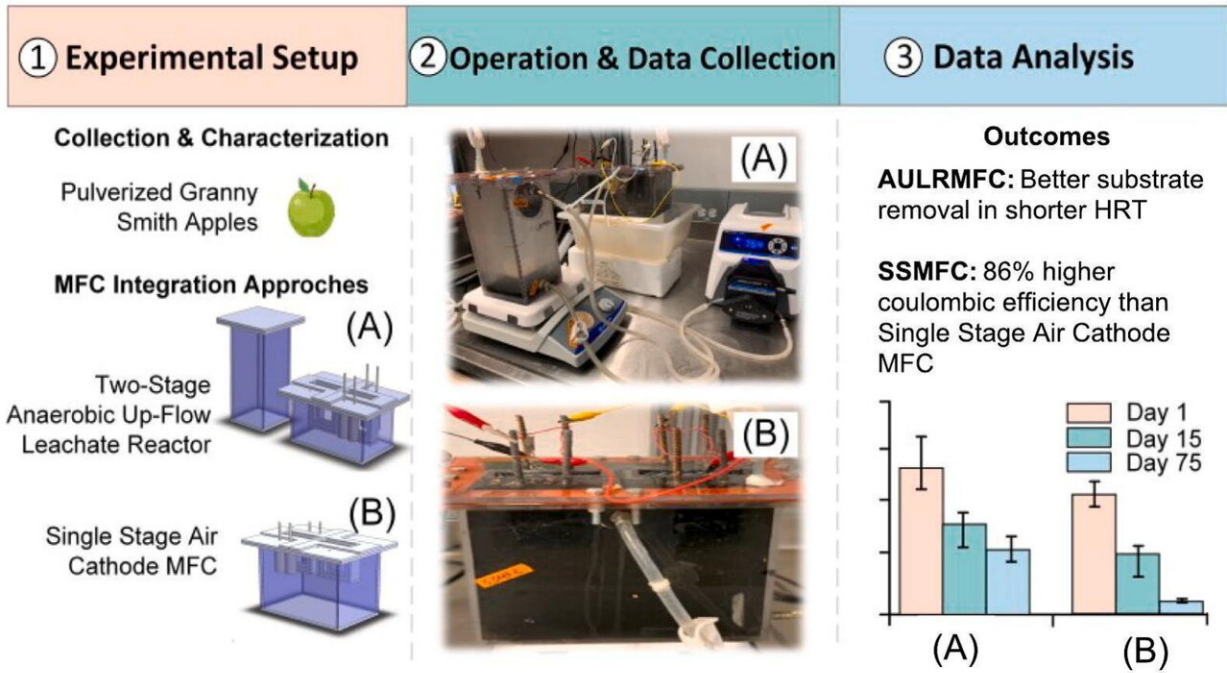 ① Experimental Setup
② Operation & Data Collection
③ Data Analysis
Collection & Characterization
Pulverized Granny
Smith Apples
MFC Integration Approches
(A)
Two-Stage
Anaerobic Up-Flow
Leachate Reactor
(B)
Single Stage Air
Cathode MFC
(A)
(B)
Outcomes
AULRMFC: Better substrate
removal in shorter HRT
SSMFC: 86% higher
coulombic efficiency than
Single Stage Air Cathode
MFC
Day 1
Day 15
Day 75
(A)
(B)